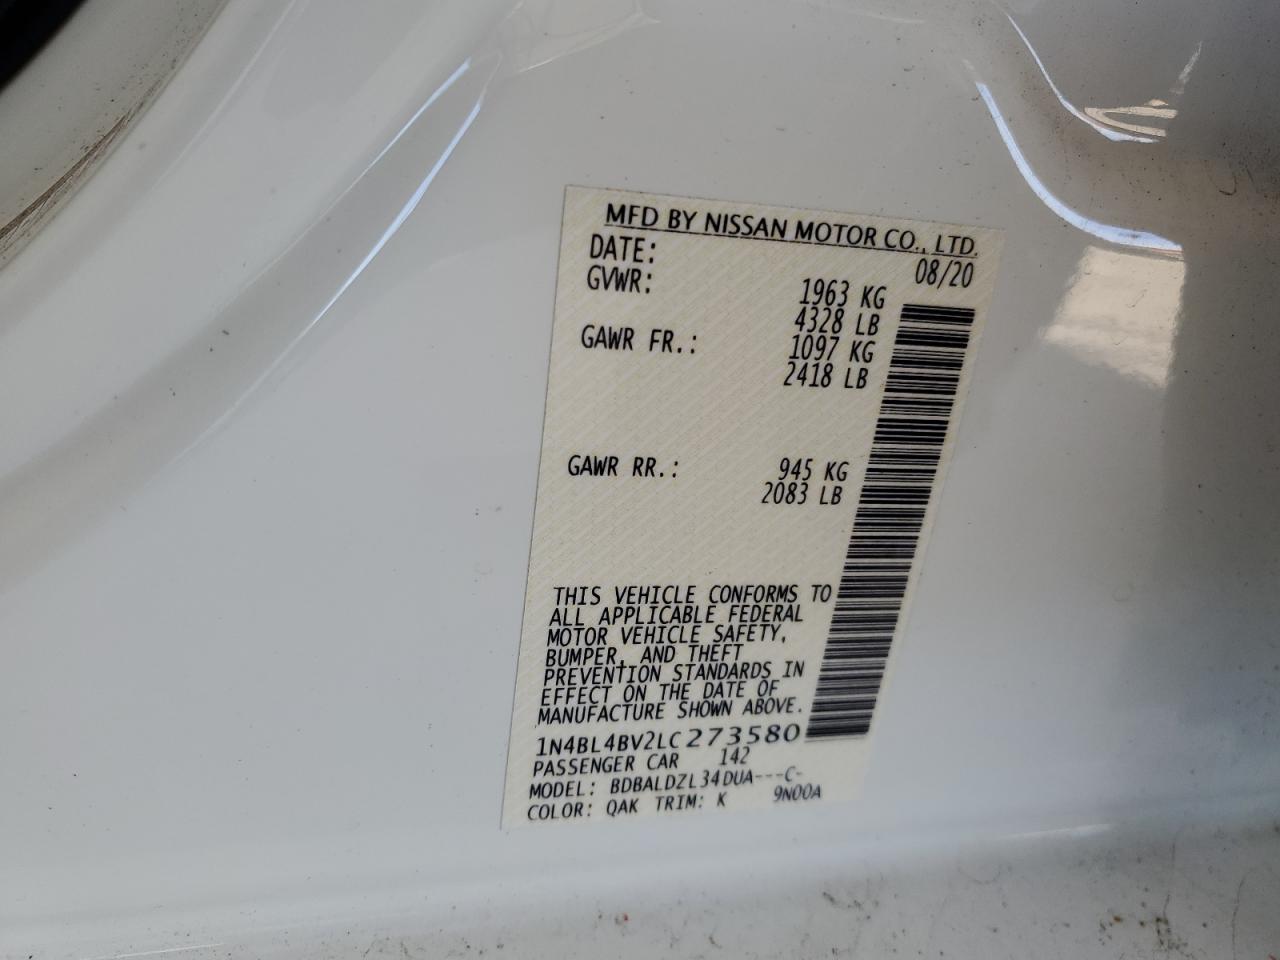 MFD BY NISSAN MOTOR CO., LTD.
DATE: 08/20
GVWR: 1963 KG
4328 LB
GAWR FR.: 1097 KG
2418 LB
GAWR RR.: 945 KG
2083 LB
THIS VEHICLE CONFORMS TO
ALL APPLICABLE FEDERAL
MOTOR VEHICLE SAFETY,
BUMPER, AND THEFT
PREVENTION STANDARDS IN
EFFECT ON THE DATE OF
MANUFACTURE SHOWN ABOVE.
1N4BL4BV2LC273580
PASSENGER CAR 142
MODEL: BDBALDZL34DUA---C-
COLOR: QAK TRIM: K 9N00A